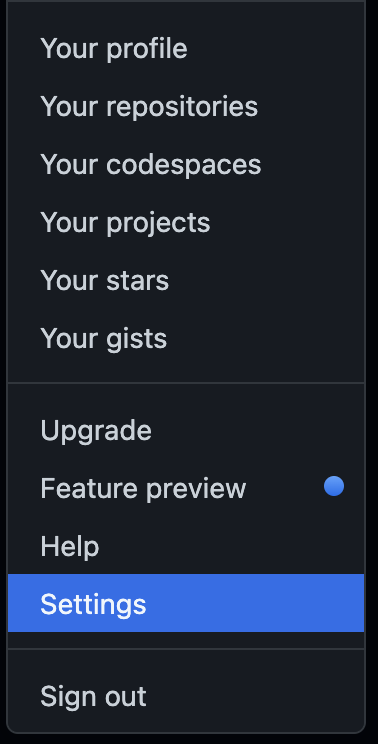 Your profile
Your repositories
Your codespaces
Your projects
Your stars
Your gists
Upgrade
Feature preview
Help
Settings
Sign out